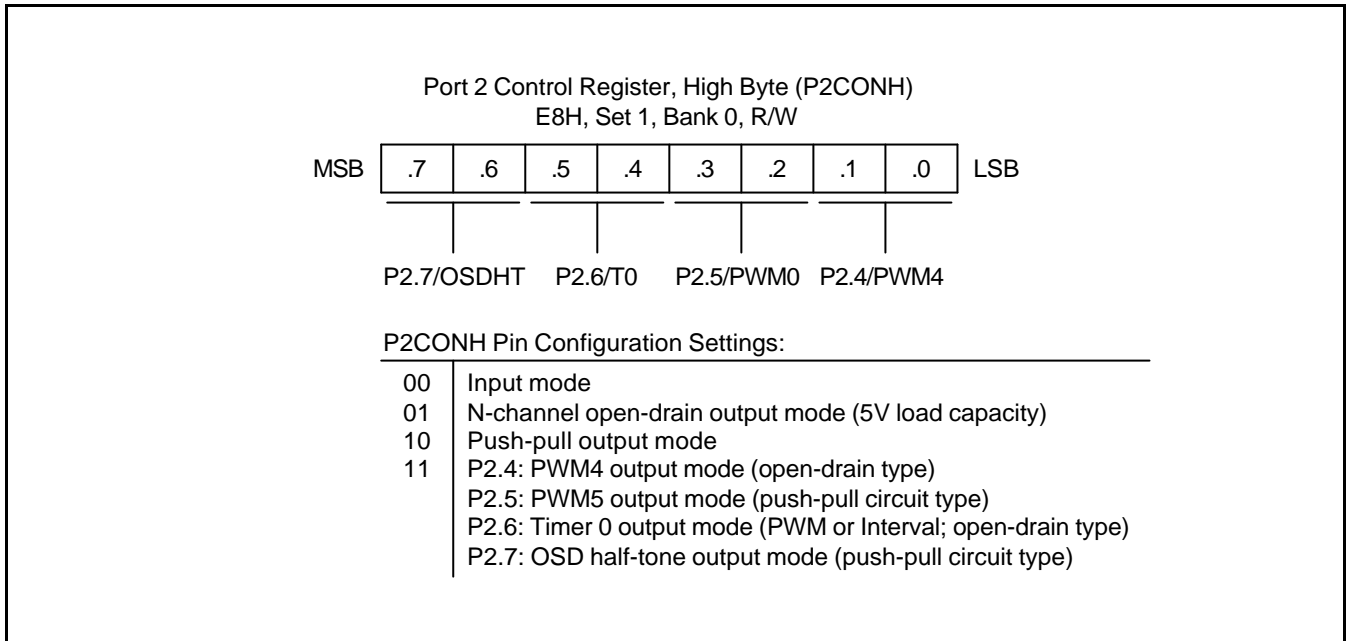 Port 2 Control Register, High Byte (P2CONH)
E8H, Set 1, Bank 0, R/W
MSB .7 .6 .5 .4 .3 .2 .1 .0 LSB
P2.7/OSDHT P2.6/T0 P2.5/PWM0 P2.4/PWM4
P2CONH Pin Configuration Settings:
00 Input mode
01 N-channel open-drain output mode (5V load capacity)
10 Push-pull output mode
11 P2.4: PWM4 output mode (open-drain type)
P2.5: PWM5 output mode (push-pull circuit type)
P2.6: Timer 0 output mode (PWM or Interval; open-drain type)
P2.7: OSD half-tone output mode (push-pull circuit type)